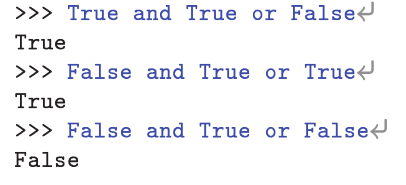 >>> True and True or False↵
True
>>> False and True or True↵
True
>>> False and True or False↵
False